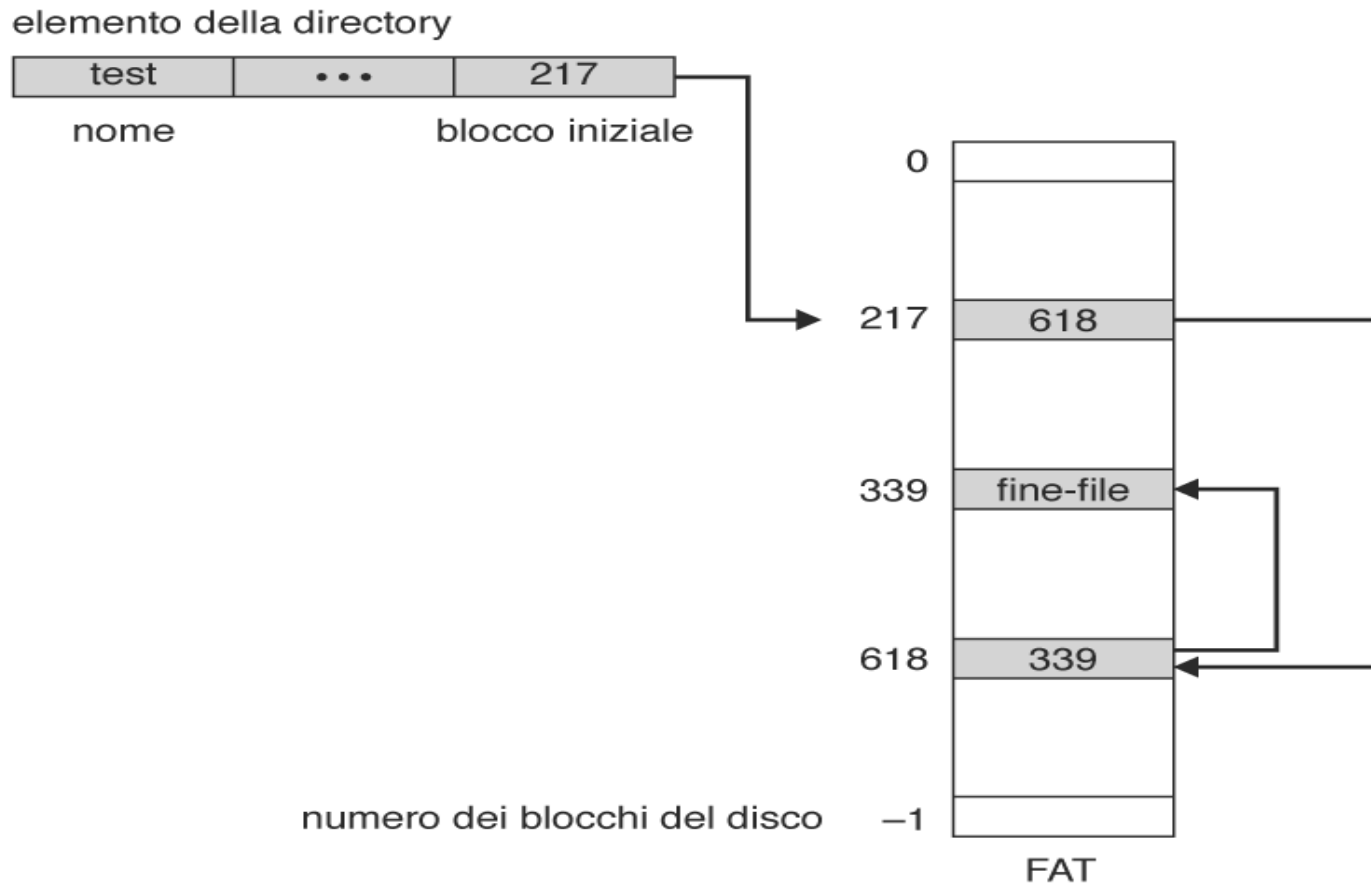 elemento della directory
test ••• 217
nome blocco iniziale
0
217 618
339 fine-file
618 339
numero dei blocchi del disco –1
FAT